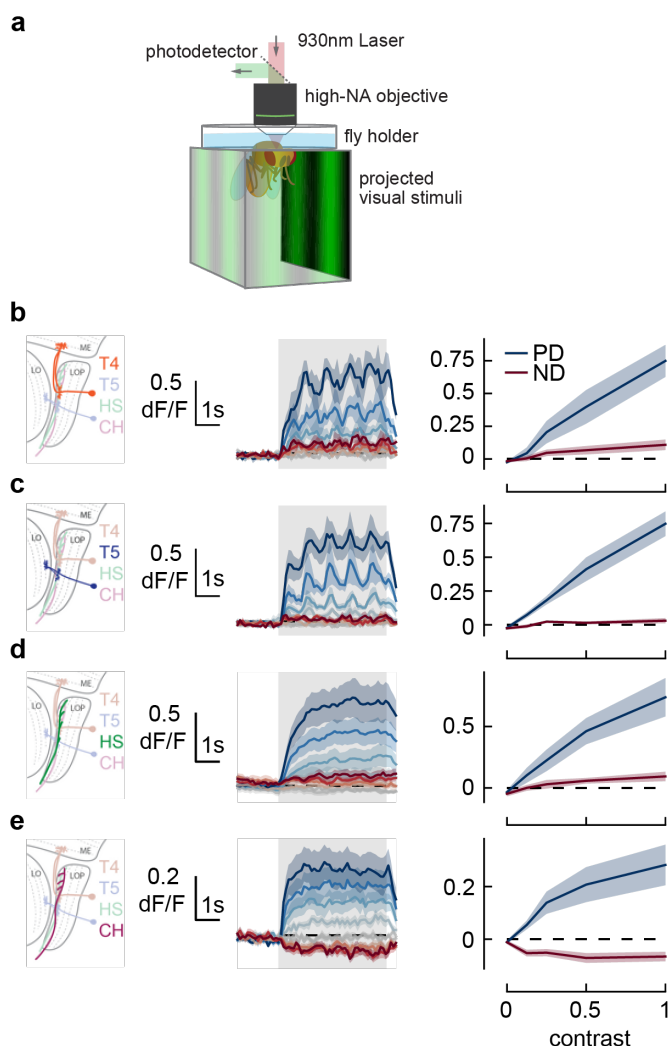 a
930nm Laser
photodetector
high-NA objective
fly holder
projected
visual stimuli
b
ME
LO
LOP
T4
T5
HS
CH
0.5
dF/F
1s
0.75
0.5
0.25
0
PD
ND
c
ME
LO
LOP
T4
T5
HS
CH
0.5
dF/F
1s
0.75
0.5
0.25
0
d
ME
LO
LOP
T4
T5
HS
CH
0.5
dF/F
1s
0.5
0
e
ME
LO
LOP
T4
T5
HS
CH
0.2
dF/F
1s
0.2
0
0
0.5
1
contrast